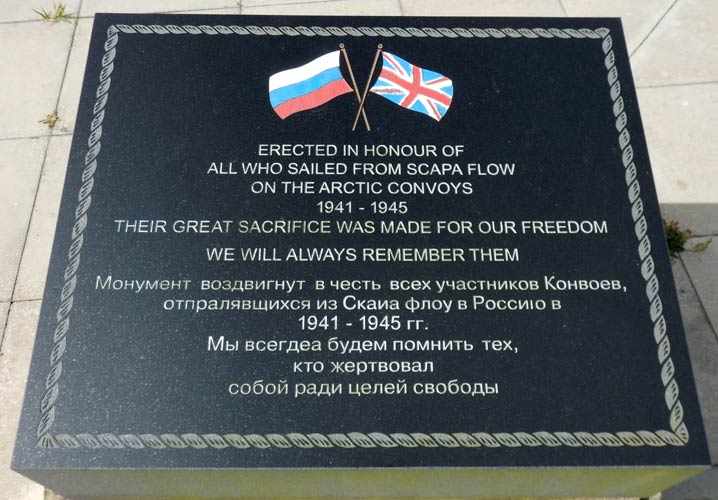 ERECTED IN HONOUR OF
ALL WHO SAILED FROM SCAPA FLOW
ON THE ARCTIC CONVOYS
1941 - 1945
THEIR GREAT SACRIFICE WAS MADE FOR OUR FREEDOM
WE WILL ALWAYS REMEMBER THEM
Монумент воздвигнут в честь всех участников Конвоев,
отпралявщихся из Скаиа флоу в Россию в
1941 - 1945 гг.
Мы всегдеа будем помнить тех,
кто жертвовал
собой ради целей свободы